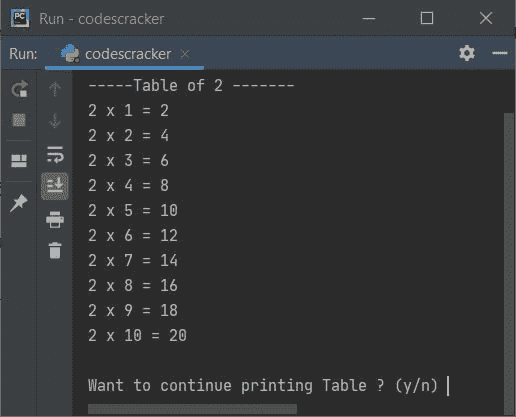 PC Run - codescracker
Run: codescracker
-----Table of 2 -------
2 x 1 = 2
2 x 2 = 4
2 x 3 = 6
2 x 4 = 8
2 x 5 = 10
2 x 6 = 12
2 x 7 = 14
2 x 8 = 16
2 x 9 = 18
2 x 10 = 20
Want to continue printing Table ? (y/n)